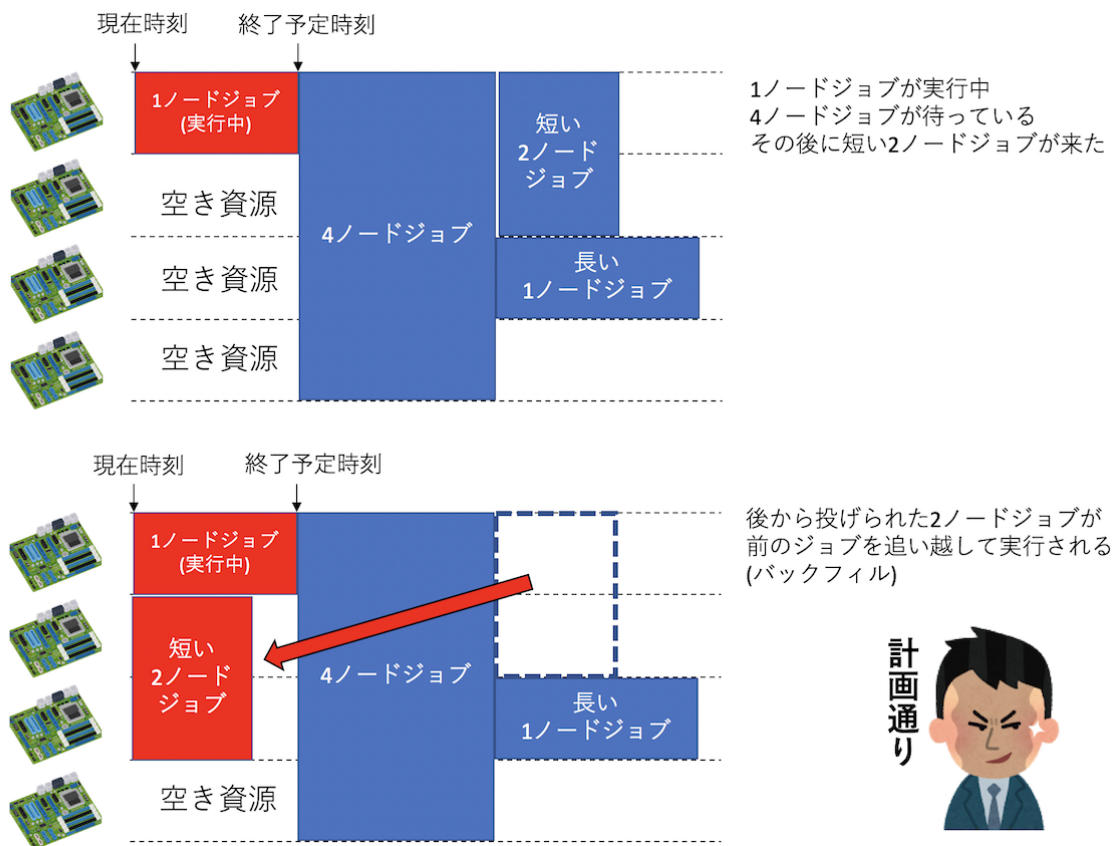 現在時刻
終了予定時刻
1ノードジョブ
(実行中)
空き資源
空き資源
空き資源
4ノードジョブ
短い
2ノード
ジョブ
長い
1ノードジョブ
1ノードジョブが実行中
4ノードジョブが待っている
その後に短い2ノードジョブが来た
現在時刻
終了予定時刻
1ノードジョブ
(実行中)
短い
2ノード
ジョブ
空き資源
4ノードジョブ
長い
1ノードジョブ
後から投げられた2ノードジョブが
前のジョブを追い越して実行される
(バックフィル)
計画通り